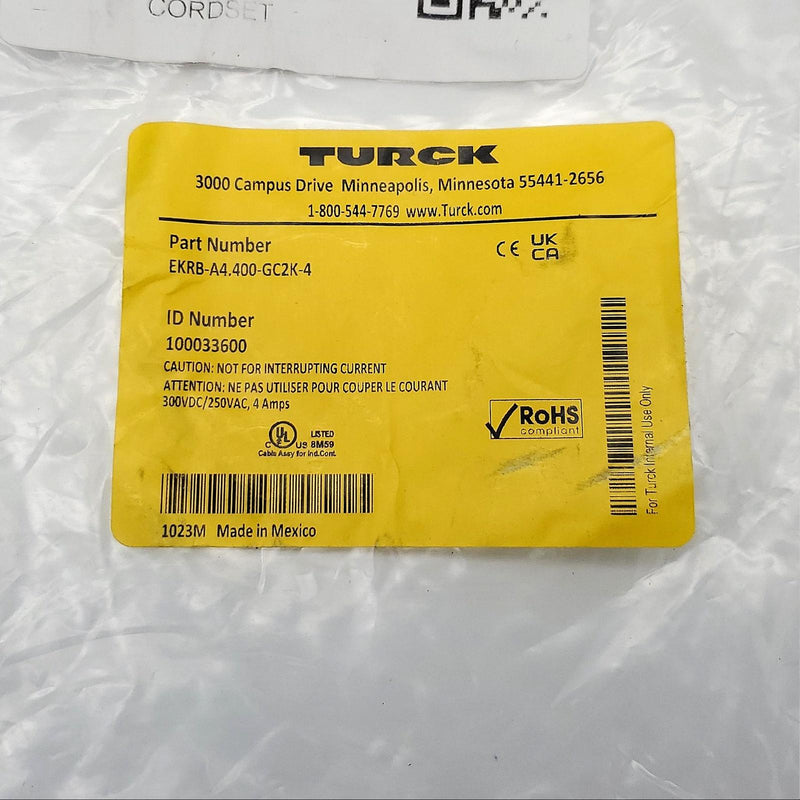 CORDSET
TURCK
3000 Campus Drive Minneapolis, Minnesota 55441-2656
1-800-544-7769 www.Turck.com
Part Number
EKRB-A4.400-GC2K-4
CE UK
CA
ID Number
100033600
CAUTION: NOT FOR INTERRUPTING CURRENT
ATTENTION: NE PAS UTILISER POUR COUPER LE COURANT
300VDC/250VAC, 4 Amps
C UL US LISTED
8M59
Cable Assy for Ind.Cont.
RoHS
compliant
For Turck Internal Use Only
1023M Made in Mexico